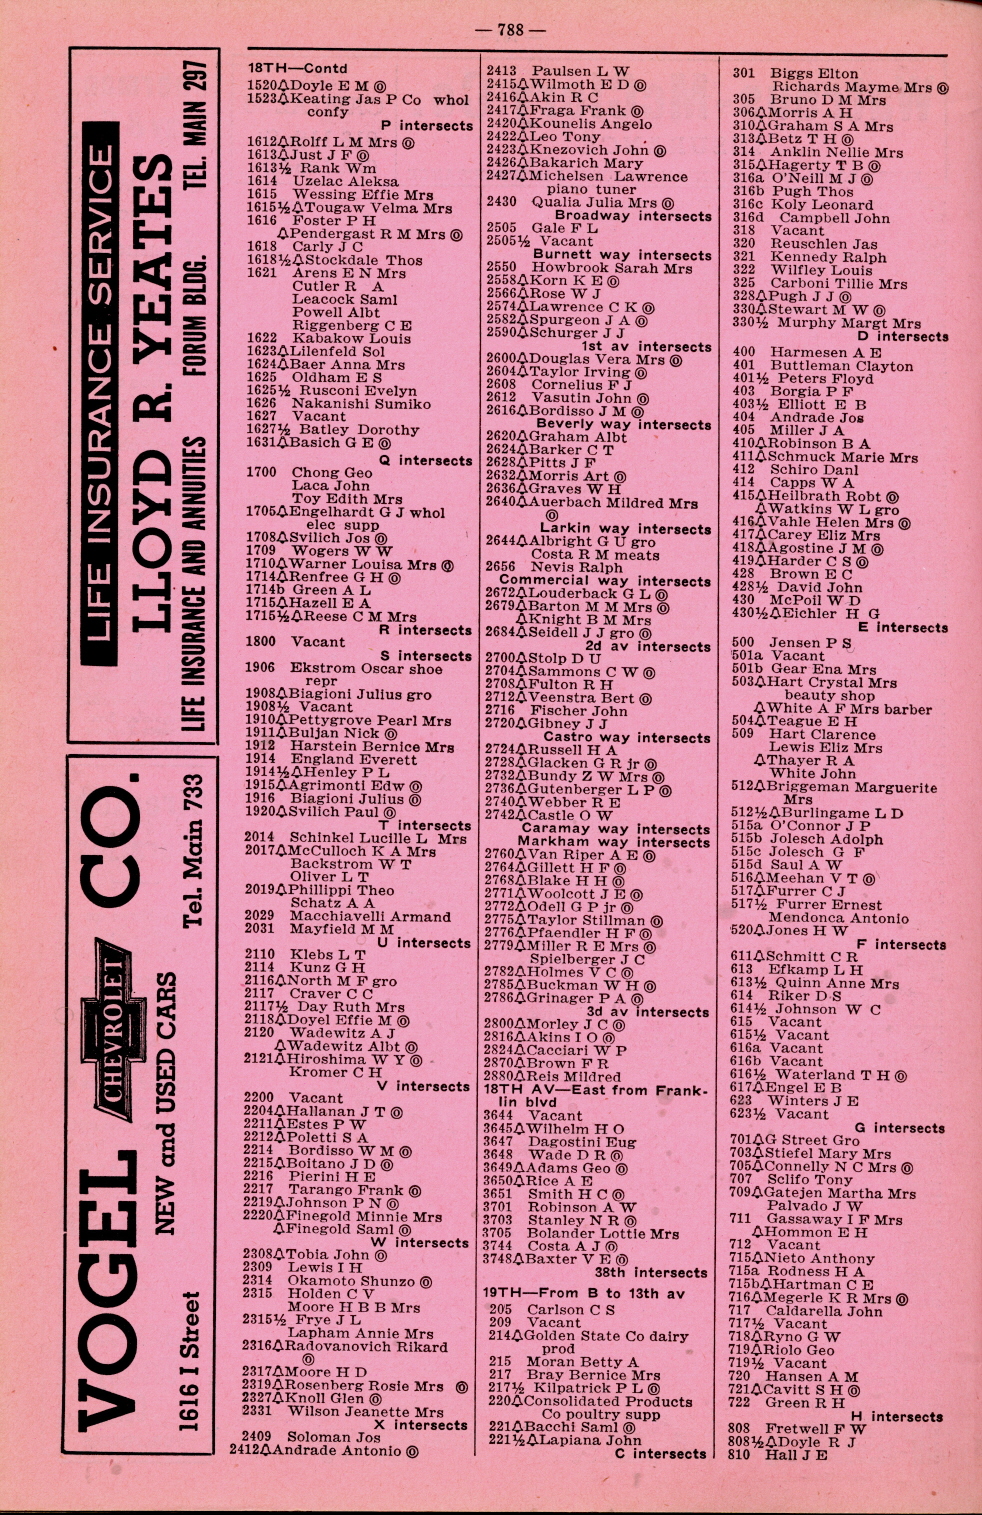 — 788 —
LIFE INSURANCE SERVICE
LLOYD R. YEATES
LIFE INSURANCE AND ANNUITIES FORUM BLDG. TEL. MAIN 297
VOGEL CHEVROLET CO.
NEW and USED CARS
1616 I Street Tel. Main 733
18TH—Contd
1520△Doyle E M ⓞ
1523△Keating Jas P Co whol
confy
P intersects
1612△Rolff L M Mrs ⓞ
1613△Just J F ⓞ
1613½ Rank Wm
1614 Uzelac Aleksa
1615 Wessing Effie Mrs
1615½△Tougaw Velma Mrs
1616 Foster P H
△Pendergast R M Mrs ⓞ
1618 Carly J C
1618½△Stockdale Thos
1621 Arens E N Mrs
Cutler R A
Leacock Saml
Powell Albt
Riggenberg C E
1622 Kabakow Louis
1623△Lilenfeld Sol
1624△Baer Anna Mrs
1625 Oldham E S
1625½ Rusconi Evelyn
1626 Nakanishi Sumiko
1627 Vacant
1627½ Batley Dorothy
1631△Basich G E ⓞ
Q intersects
1700 Chong Geo
Laca John
Toy Edith Mrs
1705△Engelhardt G J whol
elec supp
1708△Svilich Jos ⓞ
1709 Wogers W W
1710△Warner Louisa Mrs ⓞ
1714△Renfree G H ⓞ
1714b Green A L
1715△Hazell E A
1715½△Reese C M Mrs
R intersects
1800 Vacant
S intersects
1906 Ekstrom Oscar shoe
repr
1908△Biagioni Julius gro
1908½ Vacant
1910△Pettygrove Pearl Mrs
1911△Buljan Nick ⓞ
1912 Harstein Bernice Mrs
1914 England Everett
1914½△Henley P L
1915△Agrimonti Edw ⓞ
1916 Biagioni Julius ⓞ
1920△Svilich Paul ⓞ
T intersects
2014 Schinkel Lucille L Mrs
2017△McCulloch K A Mrs
Backstrom W T
Oliver L T
2019△Phillippi Theo
Schatz A A
2029 Macchiavelli Armand
2031 Mayfield M M
U intersects
2110 Klebs L T
2114 Kunz G H
2116△North M F gro
2117 Craver C C
2117½ Day Ruth Mrs
2118△Doyel Effie M ⓞ
2120 Wadewitz A J
△Wadewitz Albt ⓞ
2121△Hiroshima W Y ⓞ
Kromer C H
V intersects
2200 Vacant
2204△Hallanan J T ⓞ
2211△Estes P W
2212△Poletti S A
2214 Bordisso W M ⓞ
2215△Boitano J D ⓞ
2216 Pierini H E
2217 Tarango Frank ⓞ
2219△Johnson P N ⓞ
2220△Finegold Minnie Mrs
△Finegold Saml ⓞ
W intersects
2308△Tobia John ⓞ
2309 Lewis I H
2314 Okamoto Shunzo ⓞ
2315 Holden C V
Moore H B B Mrs
2315½ Frye J L
Lapham Annie Mrs
2316△Radovanovich Rikard
ⓞ
2317△Moore H D
2319△Rosenberg Rosie Mrs ⓞ
2327△Knoll Glen ⓞ
2331 Wilson Jeanette Mrs
X intersects
2409 Soloman Jos
2412△Andrade Antonio ⓞ
2413 Paulsen L W
2415△Wilmoth E D ⓞ
2416△Akin R C
2417△Fraga Frank ⓞ
2420△Kounelis Angelo
2422△Leo Tony
2423△Knezovich John ⓞ
2426△Bakarich Mary
2427△Michelsen Lawrence
piano tuner
2430 Qualia Julia Mrs ⓞ
Broadway intersects
2505 Gale F L
2505½ Vacant
Burnett way intersects
2550 Howbrook Sarah Mrs
2558△Korn K E ⓞ
2566△Rose W J
2574△Lawrence C K ⓞ
2582△Spurgeon J A ⓞ
2590△Schurger J J
1st av intersects
2600△Douglas Vera Mrs ⓞ
2604△Taylor Irving ⓞ
2608 Cornelius F J
2612 Vasutin John ⓞ
2616△Bordisso J M ⓞ
Beverly way intersects
2620△Graham Albt
2624△Barker C T
2628△Pitts J F
2632△Morris Art ⓞ
2636△Graves W H
2640△Auerbach Mildred Mrs
ⓞ
Larkin way intersects
2644△Albright G U gro
Costa R M meats
2656 Nevis Ralph
Commercial way intersects
2672△Louderback G L ⓞ
2679△Barton M M Mrs ⓞ
△Knight B M Mrs
2684△Seidell J J gro ⓞ
2d av intersects
2700△Stolp D U
2704△Sammons C W ⓞ
2708△Fulton R H
2712△Veenstra Bert ⓞ
2716 Fischer John
2720△Gibney J J
Castro way intersects
2724△Russell H A
2728△Glacken G R jr ⓞ
2732△Bundy Z W Mrs ⓞ
2736△Gutenberger L P ⓞ
2740△Webber R E
2742△Castle O W
Caramay way intersects
Markham way intersects
2760△Van Riper A E ⓞ
2764△Gillett H F ⓞ
2768△Blake H H ⓞ
2771△Woolcott J E ⓞ
2772△Odell G P jr ⓞ
2775△Taylor Stillman ⓞ
2776△Pfaendler H F ⓞ
2779△Miller R E Mrs ⓞ
Spielberger J C
2782△Holmes V C ⓞ
2785△Buckman W H ⓞ
2786△Grinager P A ⓞ
3d av intersects
2800△Morley J C ⓞ
2816△Akins I O ⓞ
2824△Cacciari W P
2870△Brown F R
2880△Reis Mildred
18TH AV—East from Frank-
lin blvd
3644 Vacant
3645△Wilhelm H O
3647 Dagostini Eug
3648 Wade D R ⓞ
3649△Adams Geo ⓞ
3650△Rice A E
3651 Smith H C ⓞ
3701 Robinson A W
3703 Stanley N R ⓞ
3705 Bolander Lottie Mrs
3744 Costa A J ⓞ
3748△Baxter V E ⓞ
38th intersects
19TH—From B to 13th av
205 Carlson C S
209 Vacant
214△Golden State Co dairy
prod
215 Moran Betty A
217 Bray Bernice Mrs
217½ Kilpatrick P L ⓞ
220△Consolidated Products
Co poultry supp
221△Bacchi Saml ⓞ
221½△Lapiana John
C intersects
301 Biggs Elton
Richards Mayme Mrs ⓞ
305 Bruno D M Mrs
306△Morris A H
310△Graham S A Mrs
313△Betz T H ⓞ
314 Anklin Nellie Mrs
315△Hagerty T B ⓞ
316a O'Neill M J ⓞ
316b Pugh Thos
316c Koly Leonard
316d Campbell John
318 Vacant
320 Reuschlen Jas
321 Kennedy Ralph
322 Wilfley Louis
325 Carboni Tillie Mrs
328△Pugh J J ⓞ
330△Stewart M W ⓞ
330½ Murphy Margt Mrs
D intersects
400 Harmesen A E
401 Buttleman Clayton
401½ Peters Floyd
403 Borgia P F
403½ Elliott E B
404 Andrade Jos
405 Miller J A
410△Robinson B A
411△Schmuck Marie Mrs
412 Schiro Danl
414 Capps W A
415△Heilbrath Robt ⓞ
△Watkins W L gro
416△Vahle Helen Mrs ⓞ
417△Carey Eliz Mrs
418△Agostine J M ⓞ
419△Harder C S ⓞ
428 Brown E C
428½ David John
430 McPoil W D
430½△Eichler H G
E intersects
500 Jensen P S
501a Vacant
501b Gear Ena Mrs
503△Hart Crystal Mrs
beauty shop
△White A F Mrs barber
504△Teague E H
509 Hart Clarence
Lewis Eliz Mrs
△Thayer R A
White John
512△Briggeman Marguerite
Mrs
512½△Burlingame L D
515a O'Connor J P
515b Jolesch Adolph
515c Jolesch G F
515d Saul A W
516△Meehan V T ⓞ
517△Furrer C J
517½ Furrer Ernest
Mendonca Antonio
520△Jones H W
F intersects
611△Schmitt C R
613 Efkamp L H
613½ Quinn Anne Mrs
614 Riker D S
614½ Johnson W C
615 Vacant
615½ Vacant
616a Vacant
616b Vacant
616½ Waterland T H ⓞ
617△Engel E B
623 Winters J E
623½ Vacant
G intersects
701△G Street Gro
703△Stiefel Mary Mrs
705△Connelly N C Mrs ⓞ
707 Sclifo Tony
709△Gatejen Martha Mrs
Palvado J W
711 Gassaway I F Mrs
△Hommon E H
712 Vacant
715△Nieto Anthony
715a Rodness H A
715b△Hartman C E
716△Megerle K R Mrs ⓞ
717 Caldarella John
717½ Vacant
718△Ryno G W
719△Riolo Geo
719½ Vacant
720 Hansen A M
721△Cavitt S H ⓞ
722 Green R H
H intersects
808 Fretwell F W
808½△Doyle R J
810 Hall J E